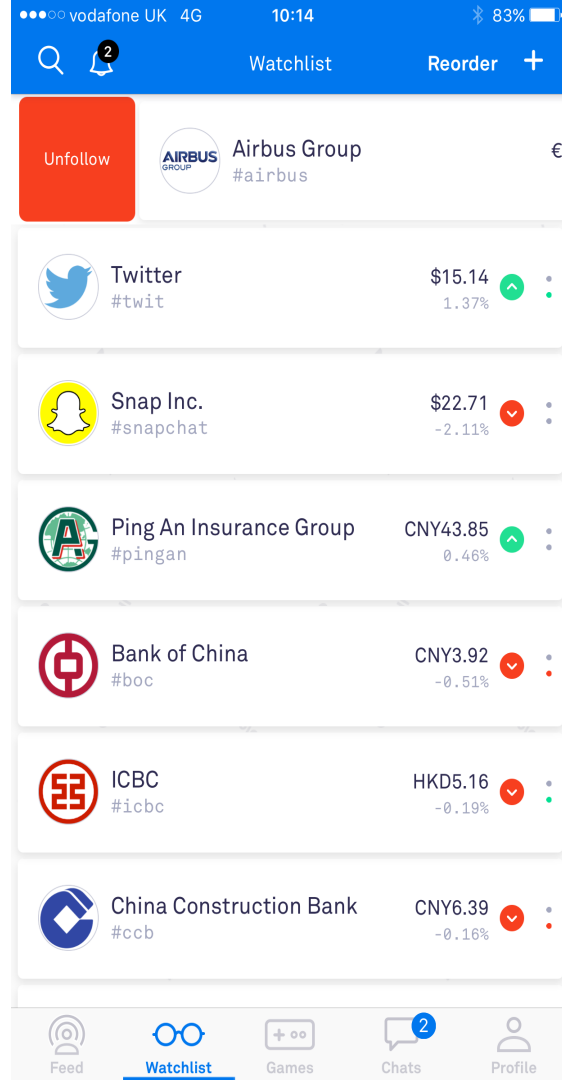 vodafone UK 4G 10:14 83%
2
Watchlist Reorder +
Unfollow
AIRBUS
GROUP
Airbus Group €
#airbus
Twitter $15.14
#twit 1.37%
Snap Inc. $22.71
#snapchat -2.11%
Ping An Insurance Group CNY43.85
#pingan 0.46%
Bank of China CNY3.92
#boc -0.51%
ICBC HKD5.16
#icbc -0.19%
China Construction Bank CNY6.39
#ccb -0.16%
2
Feed Watchlist Games Chats Profile